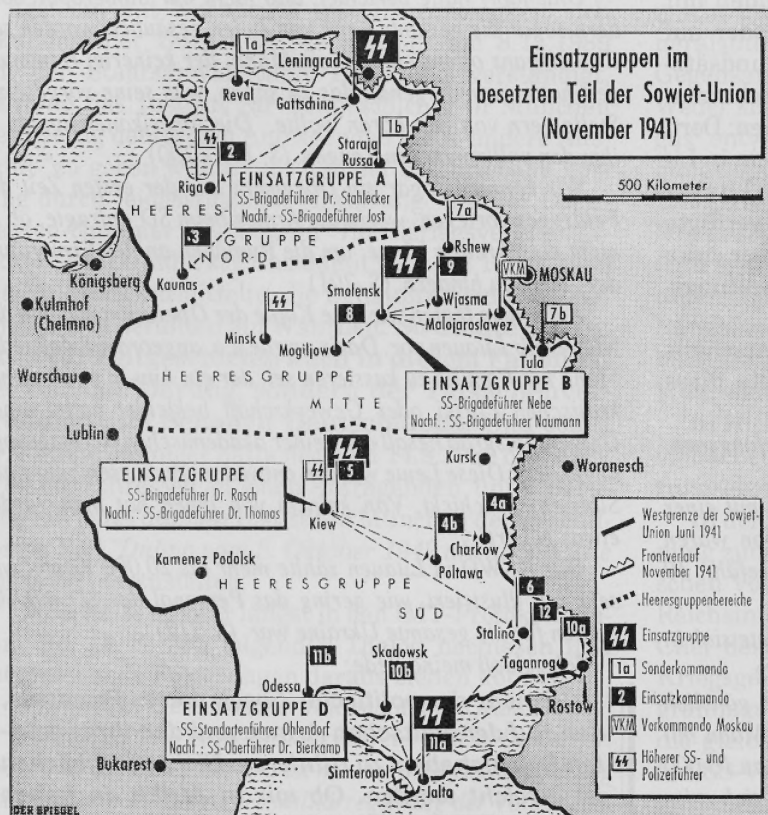 Einsatzgruppen im
besetzten Teil der Sowjet-Union
(November 1941)
500 Kilometer
1a
Leningrad
Reval
Gattschina
1b
Staraja
Russa
2
Riga
EINSATZGRUPPE A
SS-Brigadeführer Dr. Stahlecker
Nachf.: SS-Brigadeführer Jost
HEERES
GRUPPE
NORD
3
Kaunas
Königsberg
Kulmhof
(Chelmno)
Warschau
Lublin
7a
Rshew
9
VKM
MOSKAU
Smolensk
Wjasma
8
Malojaroslawez
7b
Minsk
Mogiljow
Tula
HEERESGRUPPE
MITTE
EINSATZGRUPPE B
SS-Brigadeführer Nebe
Nachf.: SS-Brigadeführer Naumann
EINSATZGRUPPE C
SS-Brigadeführer Dr. Rasch
Nachf.: SS-Brigadeführer Dr. Thomas
5
Kiew
Kursk
Woronesch
4a
4b
Charkow
Poltawa
Kamenez Podolsk
HEERESGRUPPE
SÜD
6
12
10a
Stalino
Taganrog
Rostow
11b
Skadowsk
10b
Odessa
EINSATZGRUPPE D
SS-Standartenführer Ohlendorf
Nachf.: SS-Oberführer Dr. Bierkamp
11a
Simferopol
Jalta
Bukarest
Westgrenze der Sowjet-
Union Juni 1941
Frontverlauf
November 1941
Heeresgruppenbereiche
Einsatzgruppe
1a Sonderkommando
2 Einsatzkommando
VKM Vorkommando Moskau
Höherer SS- und
Polizeiführer
DER SPIEGEL